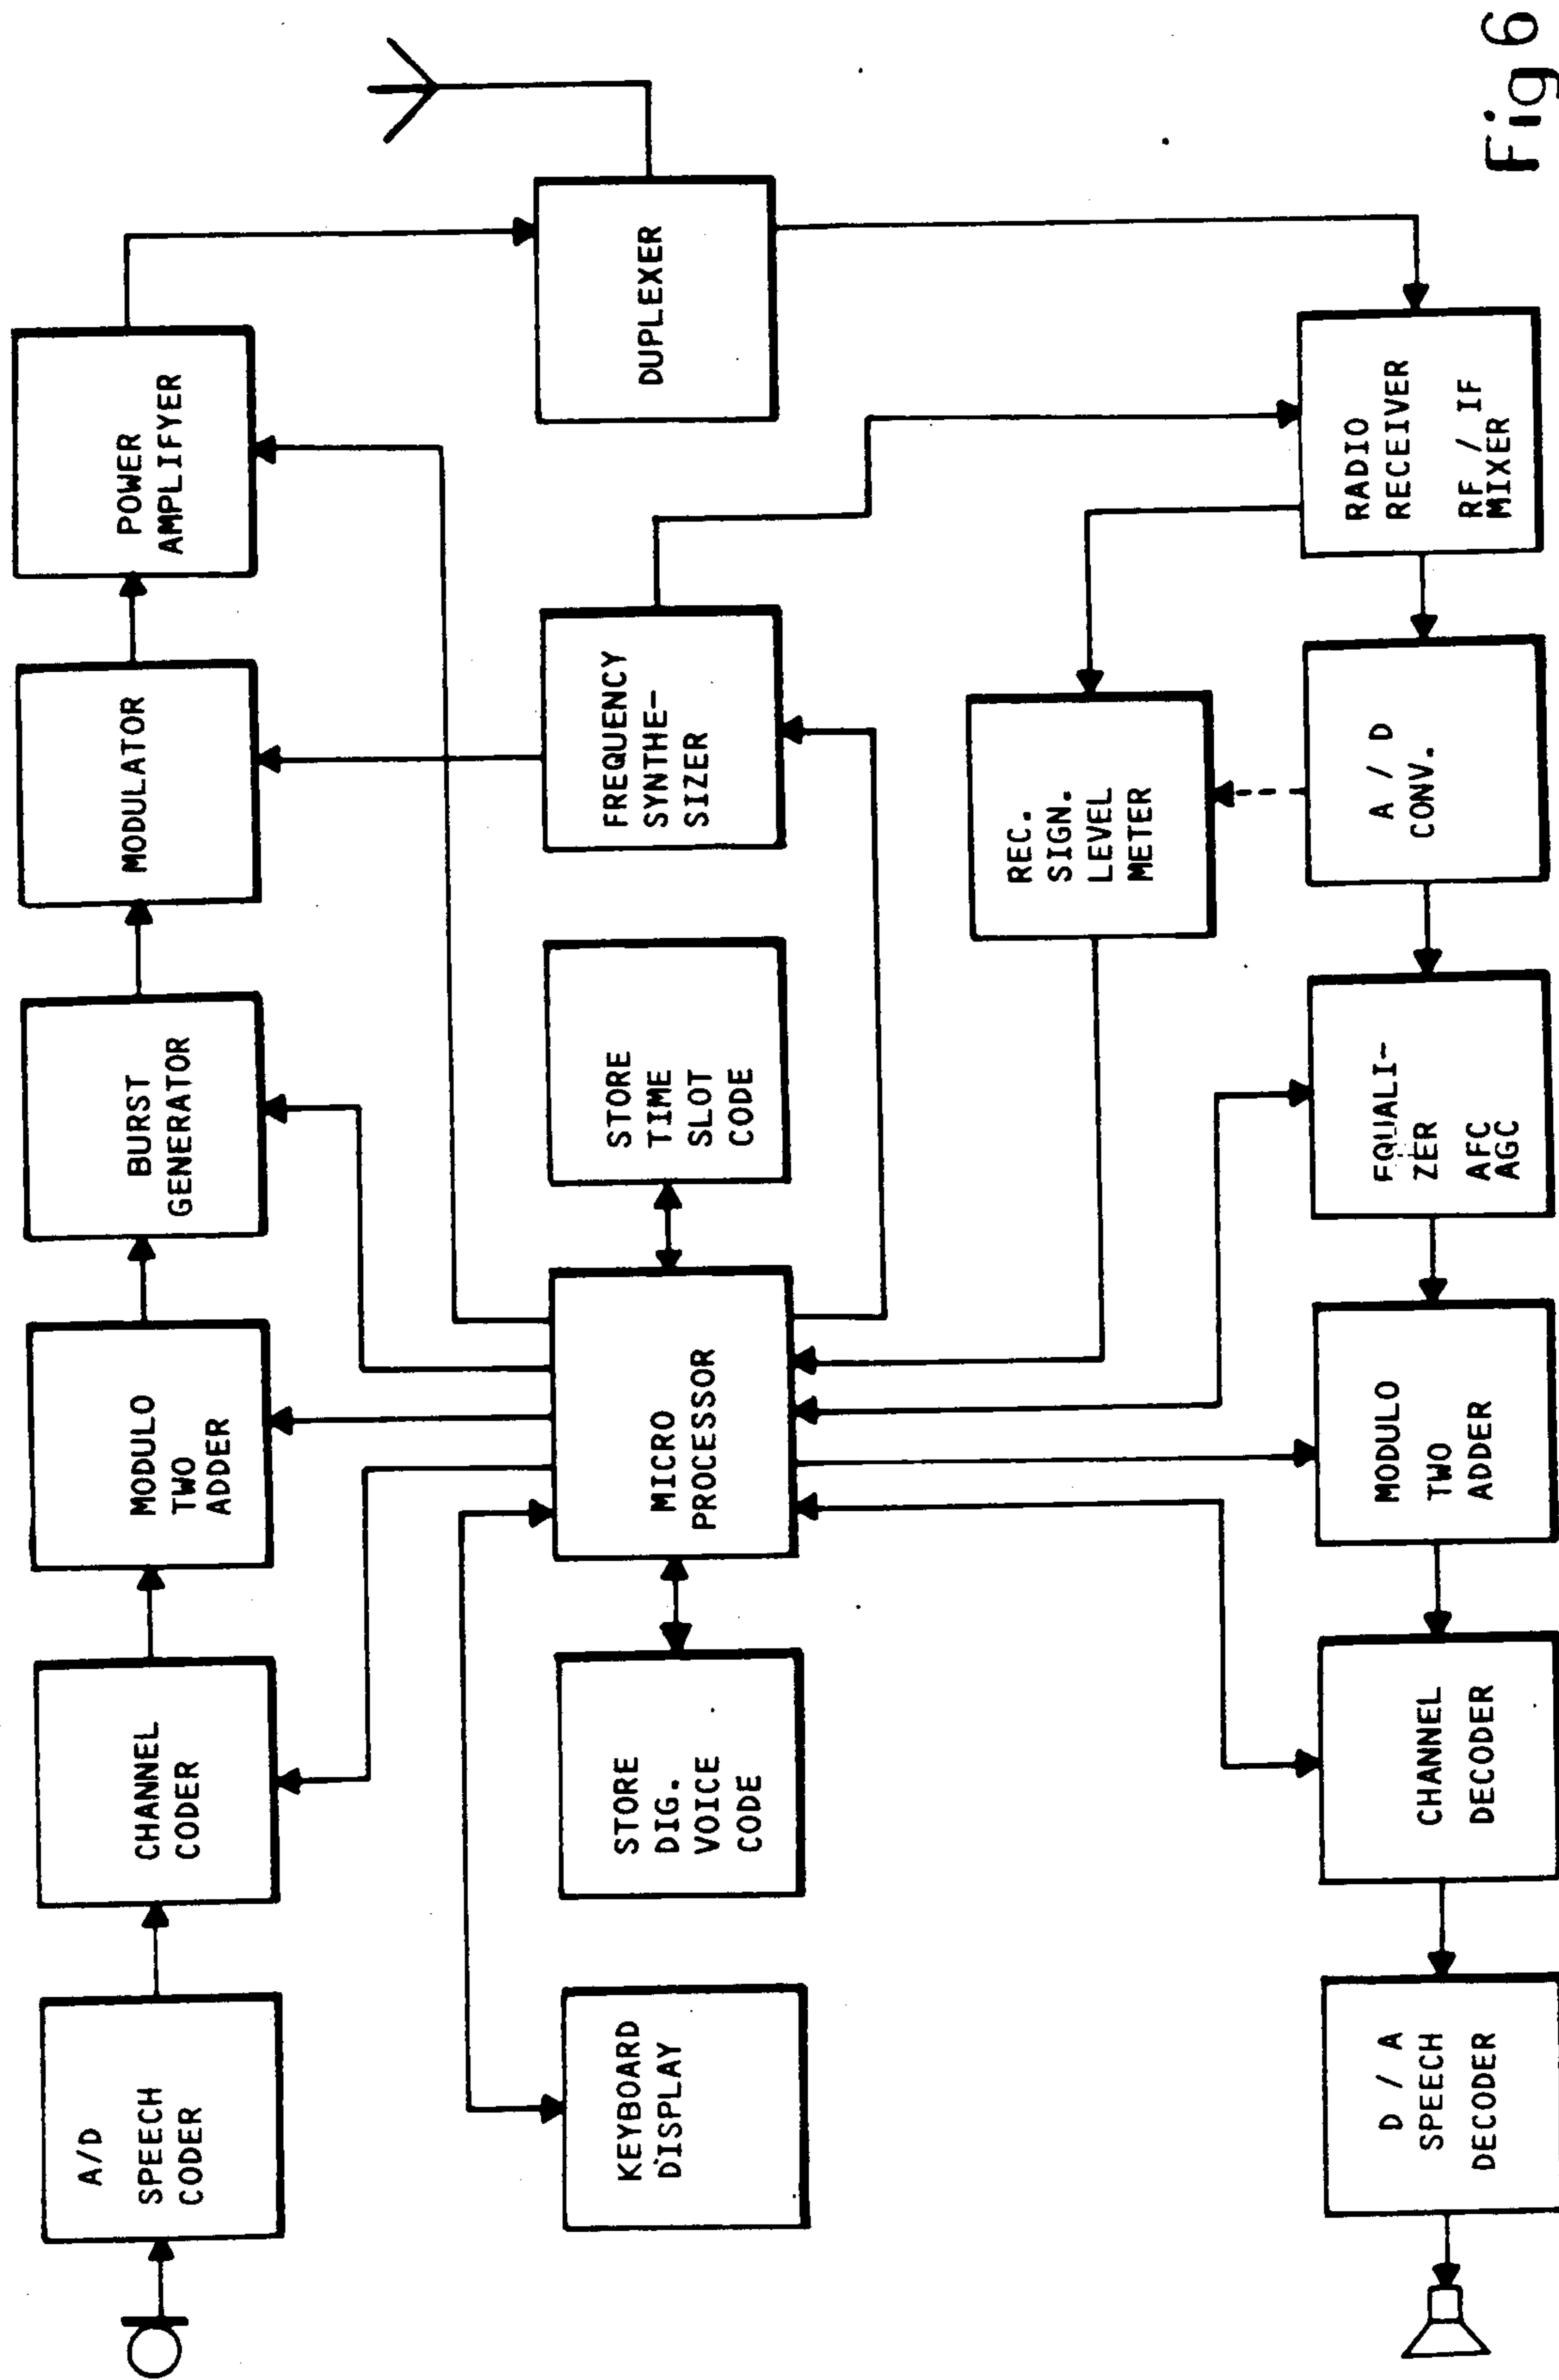 A/D
SPEECH
CODER
CHANNEL
CODER
MODULO
TWO
ADDER
BURST
GENERATOR
MODULATOR
POWER
AMPLIFYER
KEYBOARD
DISPLAY
STORE
DIG.
VOICE
CODE
MICRO
PROCESSOR
STORE
TIME
SLOT
CODE
FREQUENCY
SYNTHE-
SIZER
DUPLEXER
REC.
SIGN.
LEVEL
METER
D / A
SPEECH
DECODER
CHANNEL
DECODER
MODULO
TWO
ADDER
EQUALI-
ZER
AFC
AGC
A / D
CONV.
RADIO
RECEIVER
RF / IF
MIXER
Fig 6